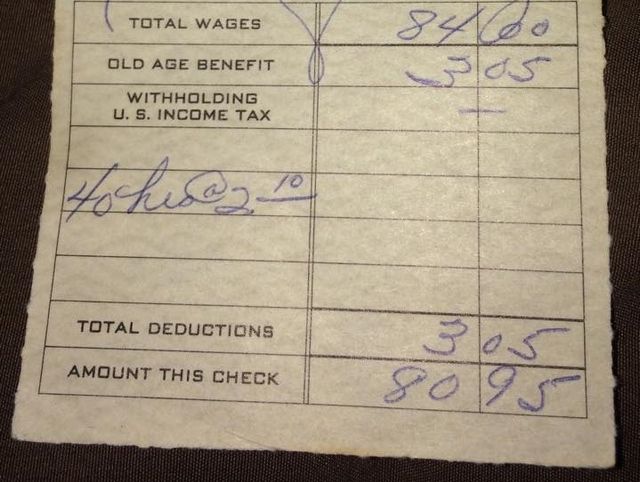 TOTAL WAGES 84 00
OLD AGE BENEFIT 3 05
WITHHOLDING
U. S. INCOME TAX —
40 hrs @ 2 10
TOTAL DEDUCTIONS 3 05
AMOUNT THIS CHECK 80 95